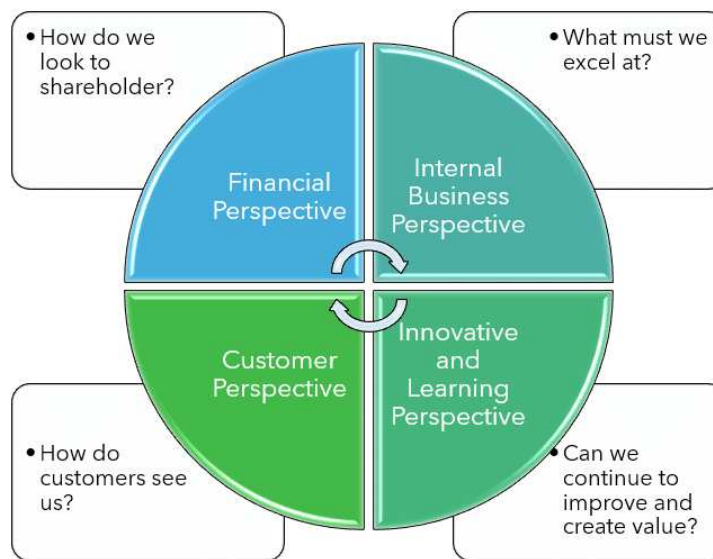 • How do we
look to
shareholder?
• What must we
excel at?
Financial
Perspective
Internal
Business
Perspective
Customer
Perspective
Innovative
and
Learning
Perspective
• How do
customers see
us?
• Can we
continue to
improve and
create value?